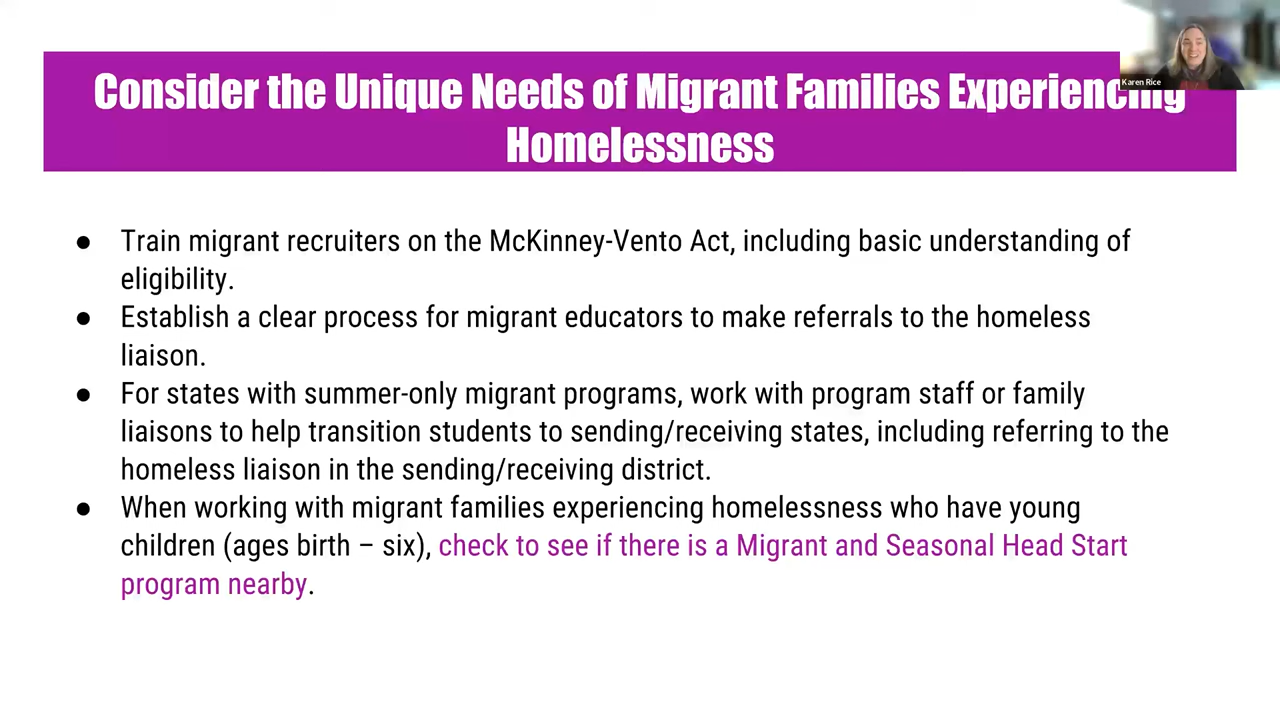 Consider the Unique Needs of Migrant Families Experiencing
Homelessness
Karen Rice
● Train migrant recruiters on the McKinney-Vento Act, including basic understanding of
eligibility.
● Establish a clear process for migrant educators to make referrals to the homeless
liaison.
● For states with summer-only migrant programs, work with program staff or family
liaisons to help transition students to sending/receiving states, including referring to the
homeless liaison in the sending/receiving district.
● When working with migrant families experiencing homelessness who have young
children (ages birth – six), check to see if there is a Migrant and Seasonal Head Start
program nearby.